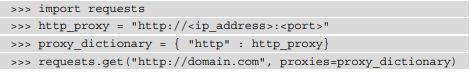 >>> import requests
>>> http_proxy = "http://<ip_address>:<port>"
>>> proxy_dictionary = { "http" : http_proxy}
>>> requests.get("http://domain.com", proxies=proxy_dictionary)